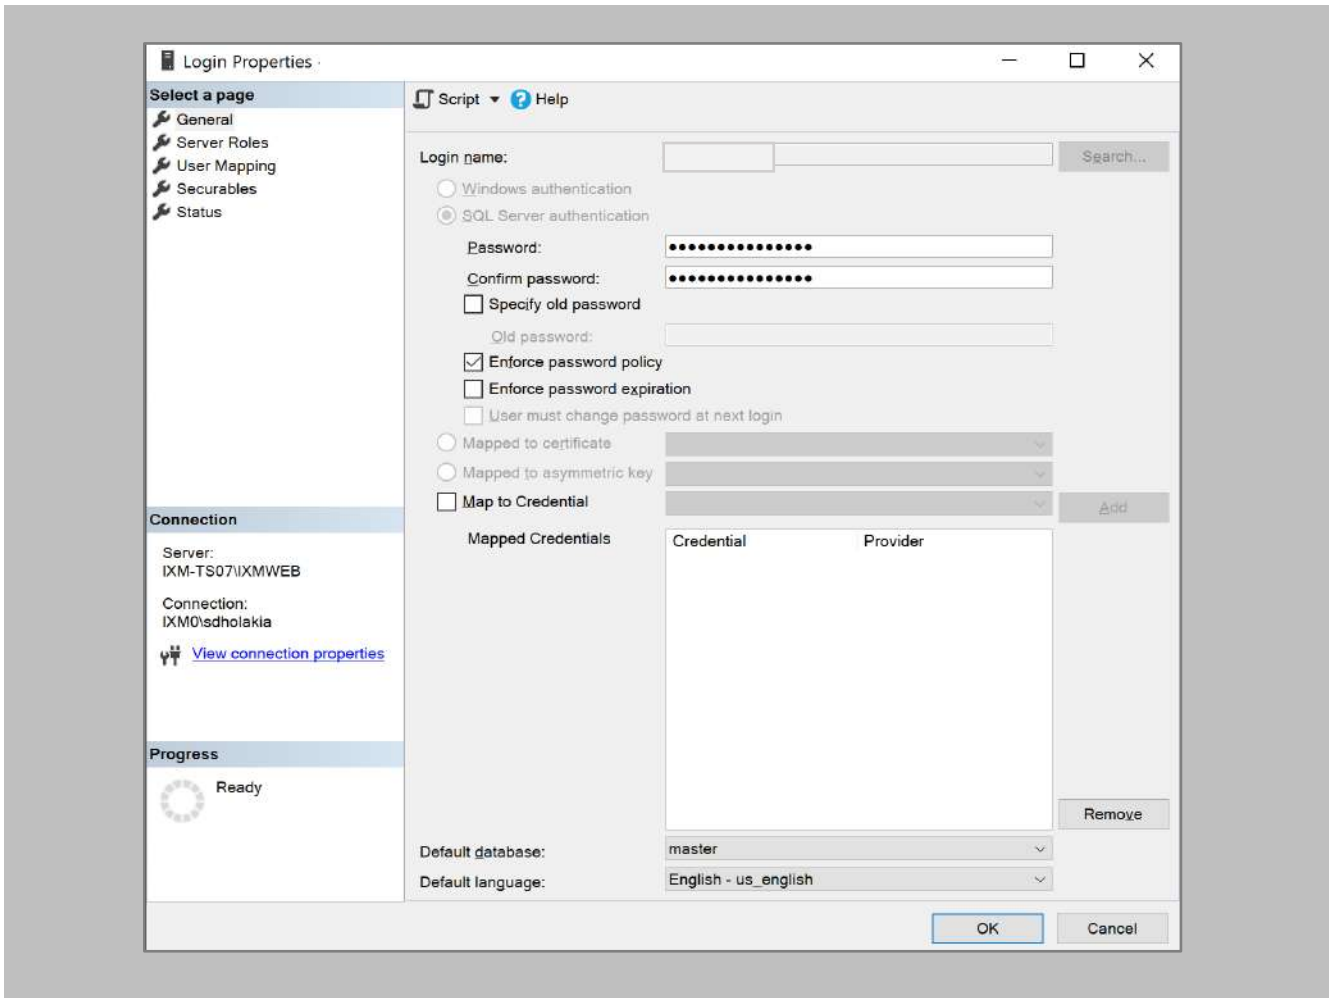 Login Properties -
Select a page
General
Server Roles
User Mapping
Securables
Status
Connection
Server:
IXM-TS07\IXMWEB
Connection:
IXM0\sdholakia
View connection properties
Progress
Ready
Script
Help
Login name:
Search...
Windows authentication
SQL Server authentication
Password:
●●●●●●●●●●●●●●●
Confirm password:
●●●●●●●●●●●●●●●
Specify old password
Old password:
Enforce password policy
Enforce password expiration
User must change password at next login
Mapped to certificate
Mapped to asymmetric key
Map to Credential
Add
Mapped Credentials
Credential Provider
Remove
Default database: master
Default language: English - us_english
OK Cancel